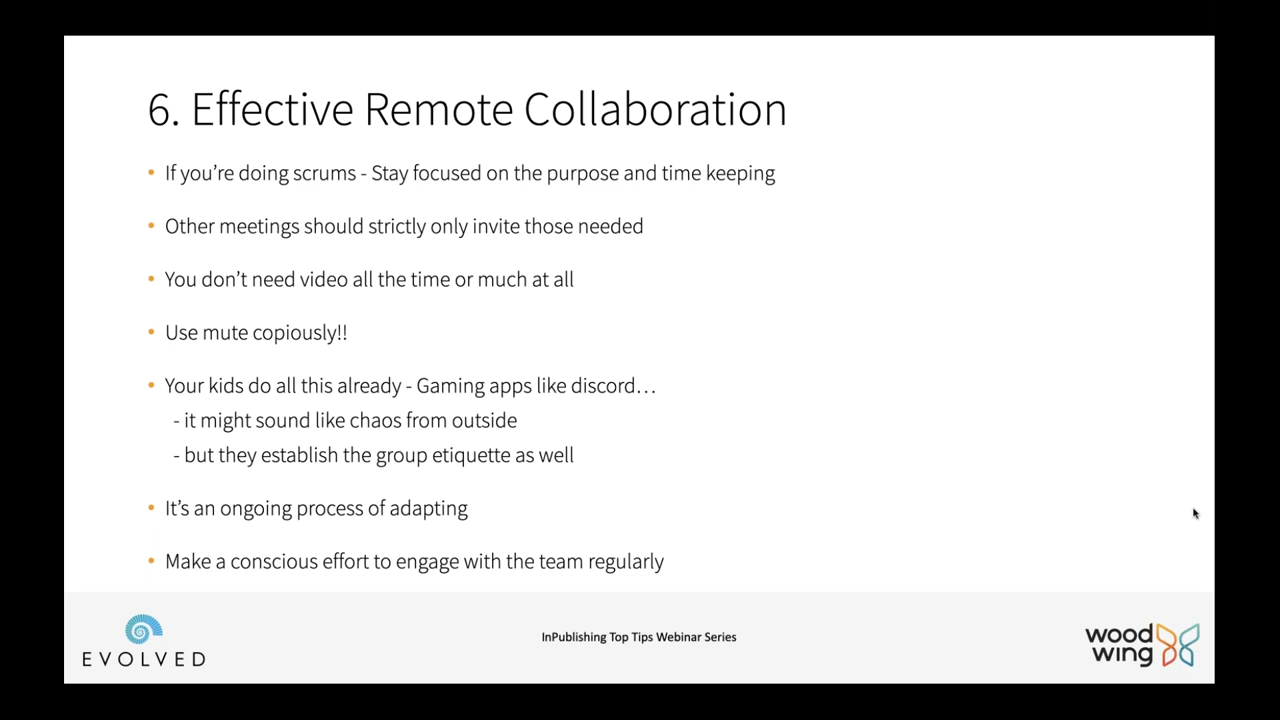 6. Effective Remote Collaboration
• If you’re doing scrums - Stay focused on the purpose and time keeping
• Other meetings should strictly only invite those needed
• You don’t need video all the time or much at all
• Use mute copiously!!
• Your kids do all this already - Gaming apps like discord…
- it might sound like chaos from outside
- but they establish the group etiquette as well
• It’s an ongoing process of adapting
• Make a conscious effort to engage with the team regularly
EVOLVED
InPublishing Top Tips Webinar Series
wood
wing